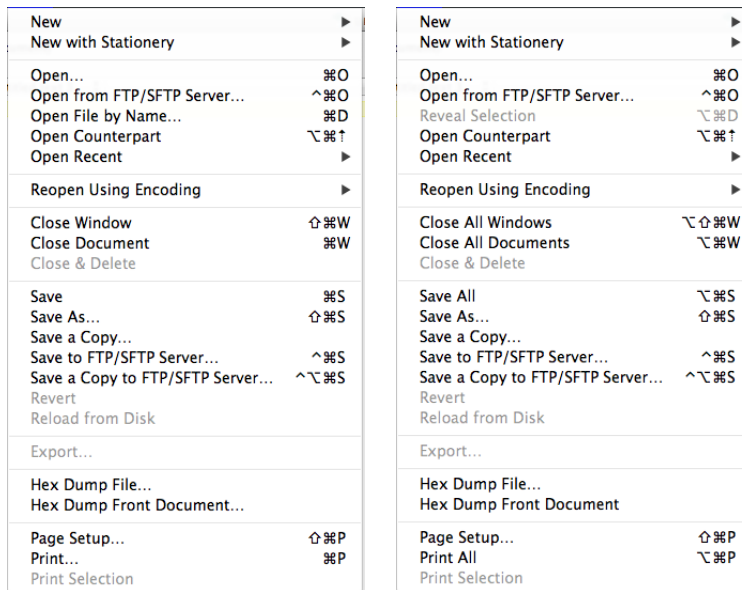 New ▶
New with Stationery ▶
Open... ⌘O
Open from FTP/SFTP Server... ^⌘O
Open File by Name... ⌘D
Open Counterpart ⌥⌘↑
Open Recent ▶
Reopen Using Encoding ▶
Close Window ⇧⌘W
Close Document ⌘W
Close & Delete
Save ⌘S
Save As... ⇧⌘S
Save a Copy...
Save to FTP/SFTP Server... ^⌘S
Save a Copy to FTP/SFTP Server... ^⌥⌘S
Revert
Reload from Disk
Export...
Hex Dump File...
Hex Dump Front Document...
Page Setup... ⇧⌘P
Print... ⌘P
Print Selection
New ▶
New with Stationery ▶
Open... ⌘O
Open from FTP/SFTP Server... ^⌘O
Reveal Selection ⌥⌘D
Open Counterpart ⌥⌘↑
Open Recent ▶
Reopen Using Encoding ▶
Close All Windows ⌥⇧⌘W
Close All Documents ⌥⌘W
Close & Delete
Save All ⌥⌘S
Save As... ⇧⌘S
Save a Copy...
Save to FTP/SFTP Server... ^⌘S
Save a Copy to FTP/SFTP Server... ^⌥⌘S
Revert
Reload from Disk
Export...
Hex Dump File...
Hex Dump Front Document
Page Setup... ⇧⌘P
Print All ⌥⌘P
Print Selection